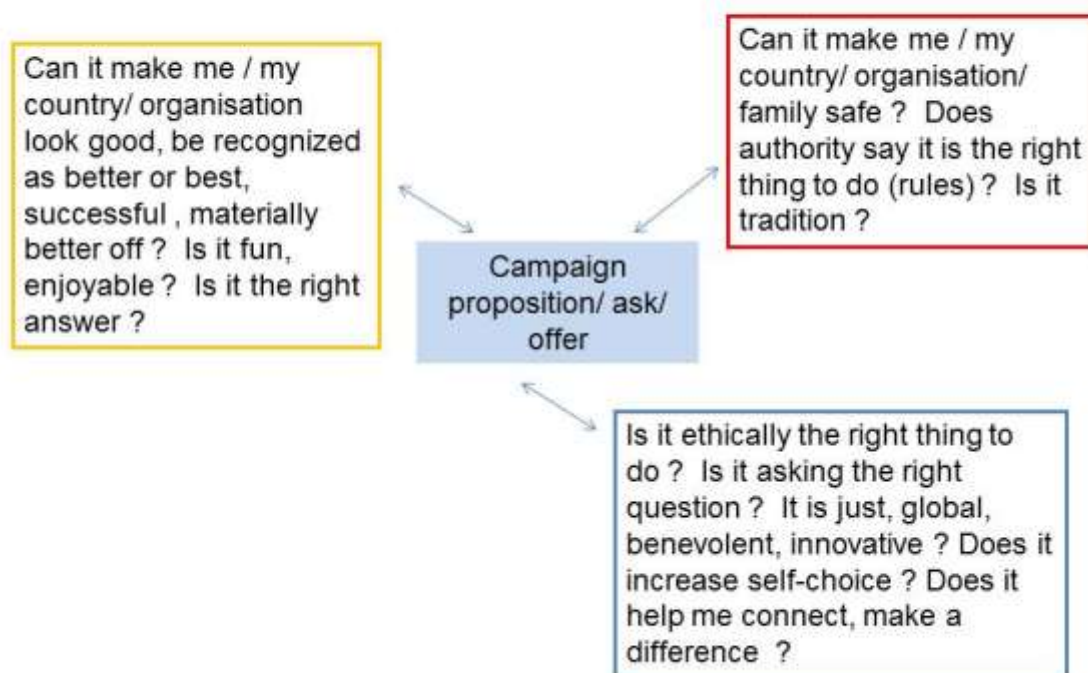 Can it make me / my
country/ organisation
look good, be recognized
as better or best,
successful , materially
better off ?  Is it fun,
enjoyable ?  Is it the right
answer ?
Can it make me / my
country/ organisation/
family safe ?  Does
authority say it is the right
thing to do (rules) ?  Is it
tradition ?
Campaign
proposition/ ask/
offer
Is it ethically the right thing to
do ?  Is it asking the right
question ?  It is just, global,
benevolent, innovative ? Does it
increase self-choice ? Does it
help me connect, make a
difference  ?